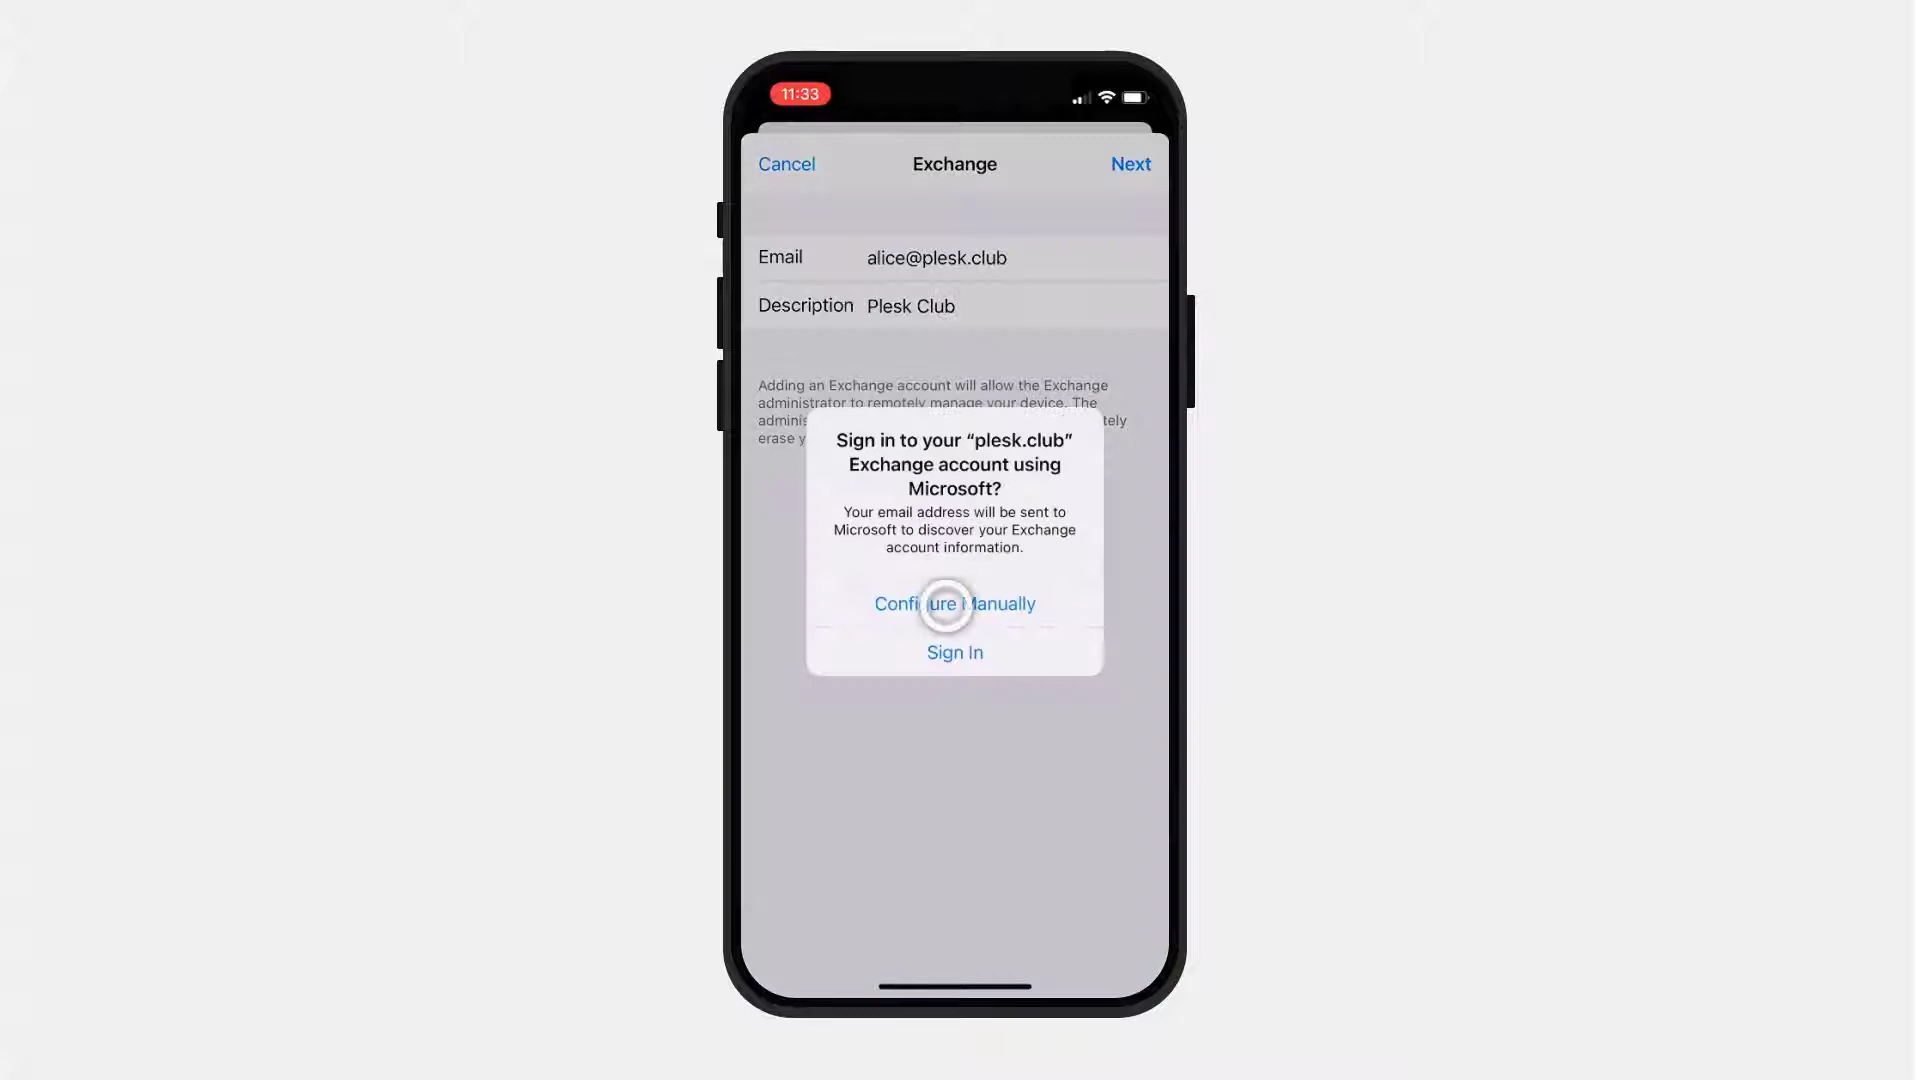 11:33
Cancel
Exchange
Next
Email
alice@plesk.club
Description
Plesk Club
Adding an Exchange account will allow the Exchange
administrator to remotely manage your device. The
adminis
tely
erase y
Sign in to your “plesk.club”
Exchange account using
Microsoft?
Your email address will be sent to
Microsoft to discover your Exchange
account information.
Configure Manually
Sign In